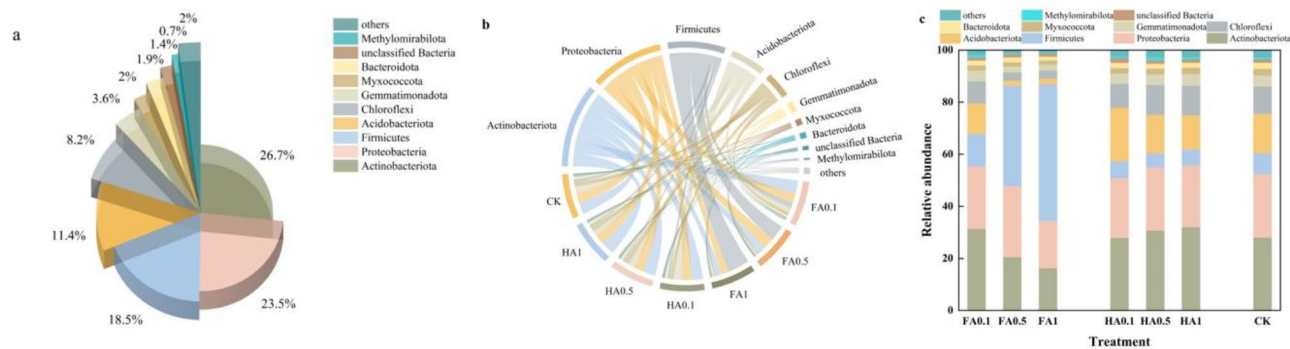 a
2%
0.7%
1.4%
1.9%
2%
3.6%
8.2%
11.4%
18.5%
23.5%
26.7%
others
Methylomirabilota
unclassified Bacteria
Bacteroidota
Myxococcota
Gemmatimonadota
Chloroflexi
Acidobacteriota
Firmicutes
Proteobacteria
Actinobacteriota
b
Firmicutes
Proteobacteria
Acidobacteriota
Chloroflexi
Gemmatimonadota
Myxococcota
Bacteroidota
unclassified Bacteria
Methylomirabilota
others
Actinobacteriota
CK
HA1
HA0.5
HA0.1
FA1
FA0.5
FA0.1
c
others Methylomirabilota unclassified Bacteria
Bacteroidota Myxococcota Gemmatimonadota Chloroflexi
Acidobacteriota Firmicutes Proteobacteria Actinobacteriota
Relative abundance
100
80
60
40
20
0
FA0.1 FA0.5 FA1 HA0.1 HA0.5 HA1 CK
Treatment